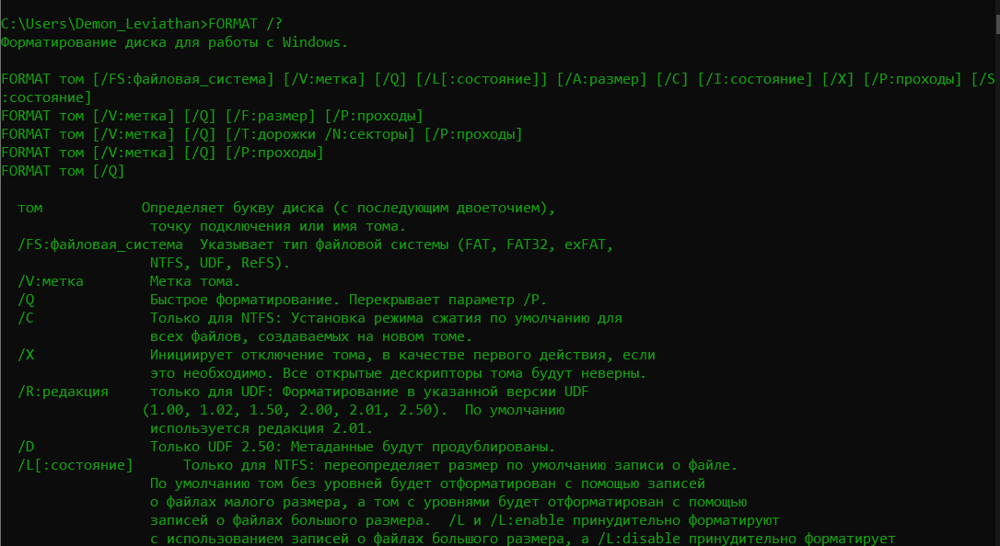 C:\Users\Demon_Leviathan>FORMAT /?
Форматирование диска для работы с Windows.
FORMAT том [/FS:файловая_система] [/V:метка] [/Q] [/L[:состояние]] [/A:размер] [/C] [/I:состояние] [/X] [/P:проходы] [/S
:состояние]
FORMAT том [/V:метка] [/Q] [/F:размер] [/P:проходы]
FORMAT том [/V:метка] [/Q] [/T:дорожки /N:секторы] [/P:проходы]
FORMAT том [/V:метка] [/Q] [/P:проходы]
FORMAT том [/Q]
том Определяет букву диска (с последующим двоеточием),
точку подключения или имя тома.
/FS:файловая_система Указывает тип файловой системы (FAT, FAT32, exFAT,
NTFS, UDF, ReFS).
/V:метка Метка тома.
/Q Быстрое форматирование. Перекрывает параметр /P.
/C Только для NTFS: Установка режима сжатия по умолчанию для
всех файлов, создаваемых на новом томе.
/X Инициирует отключение тома, в качестве первого действия, если
это необходимо. Все открытые дескрипторы тома будут неверны.
/R:редакция только для UDF: Форматирование в указанной версии UDF
(1.00, 1.02, 1.50, 2.00, 2.01, 2.50). По умолчанию
используется редакция 2.01.
/D Только UDF 2.50: Метаданные будут продублированы.
/L[:состояние] Только для NTFS: переопределяет размер по умолчанию записи о файле.
По умолчанию том без уровней будет отформатирован с помощью записей
о файлах малого размера, а том с уровнями будет отформатирован с помощью
записей о файлах большого размера. /L и /L:enable принудительно форматируют
с использованием записей о файлах большого размера, а /L:disable принудительно форматирует